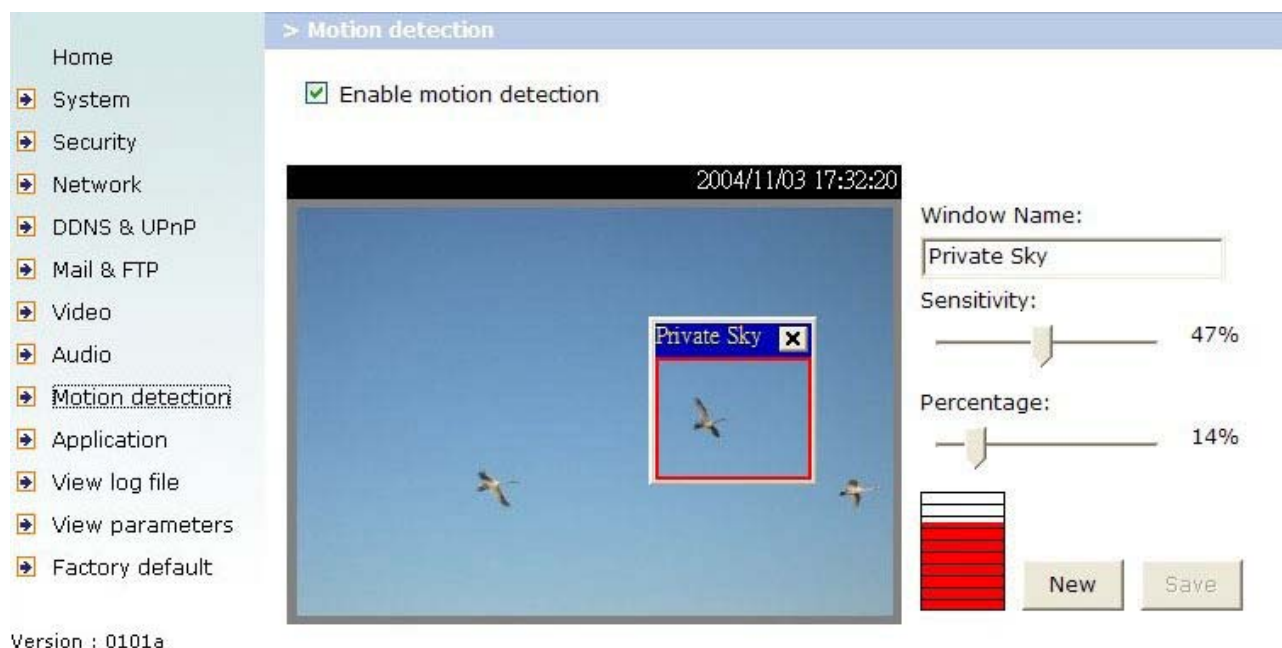 > Motion detection
Home
System
Security
Network
DDNS & UPnP
Mail & FTP
Video
Audio
Motion detection
Application
View log file
View parameters
Factory default
Version : 0101a
Enable motion detection
2004/11/03 17:32:20
Private Sky
Window Name:
Private Sky
Sensitivity:
47%
Percentage:
14%
New
Save